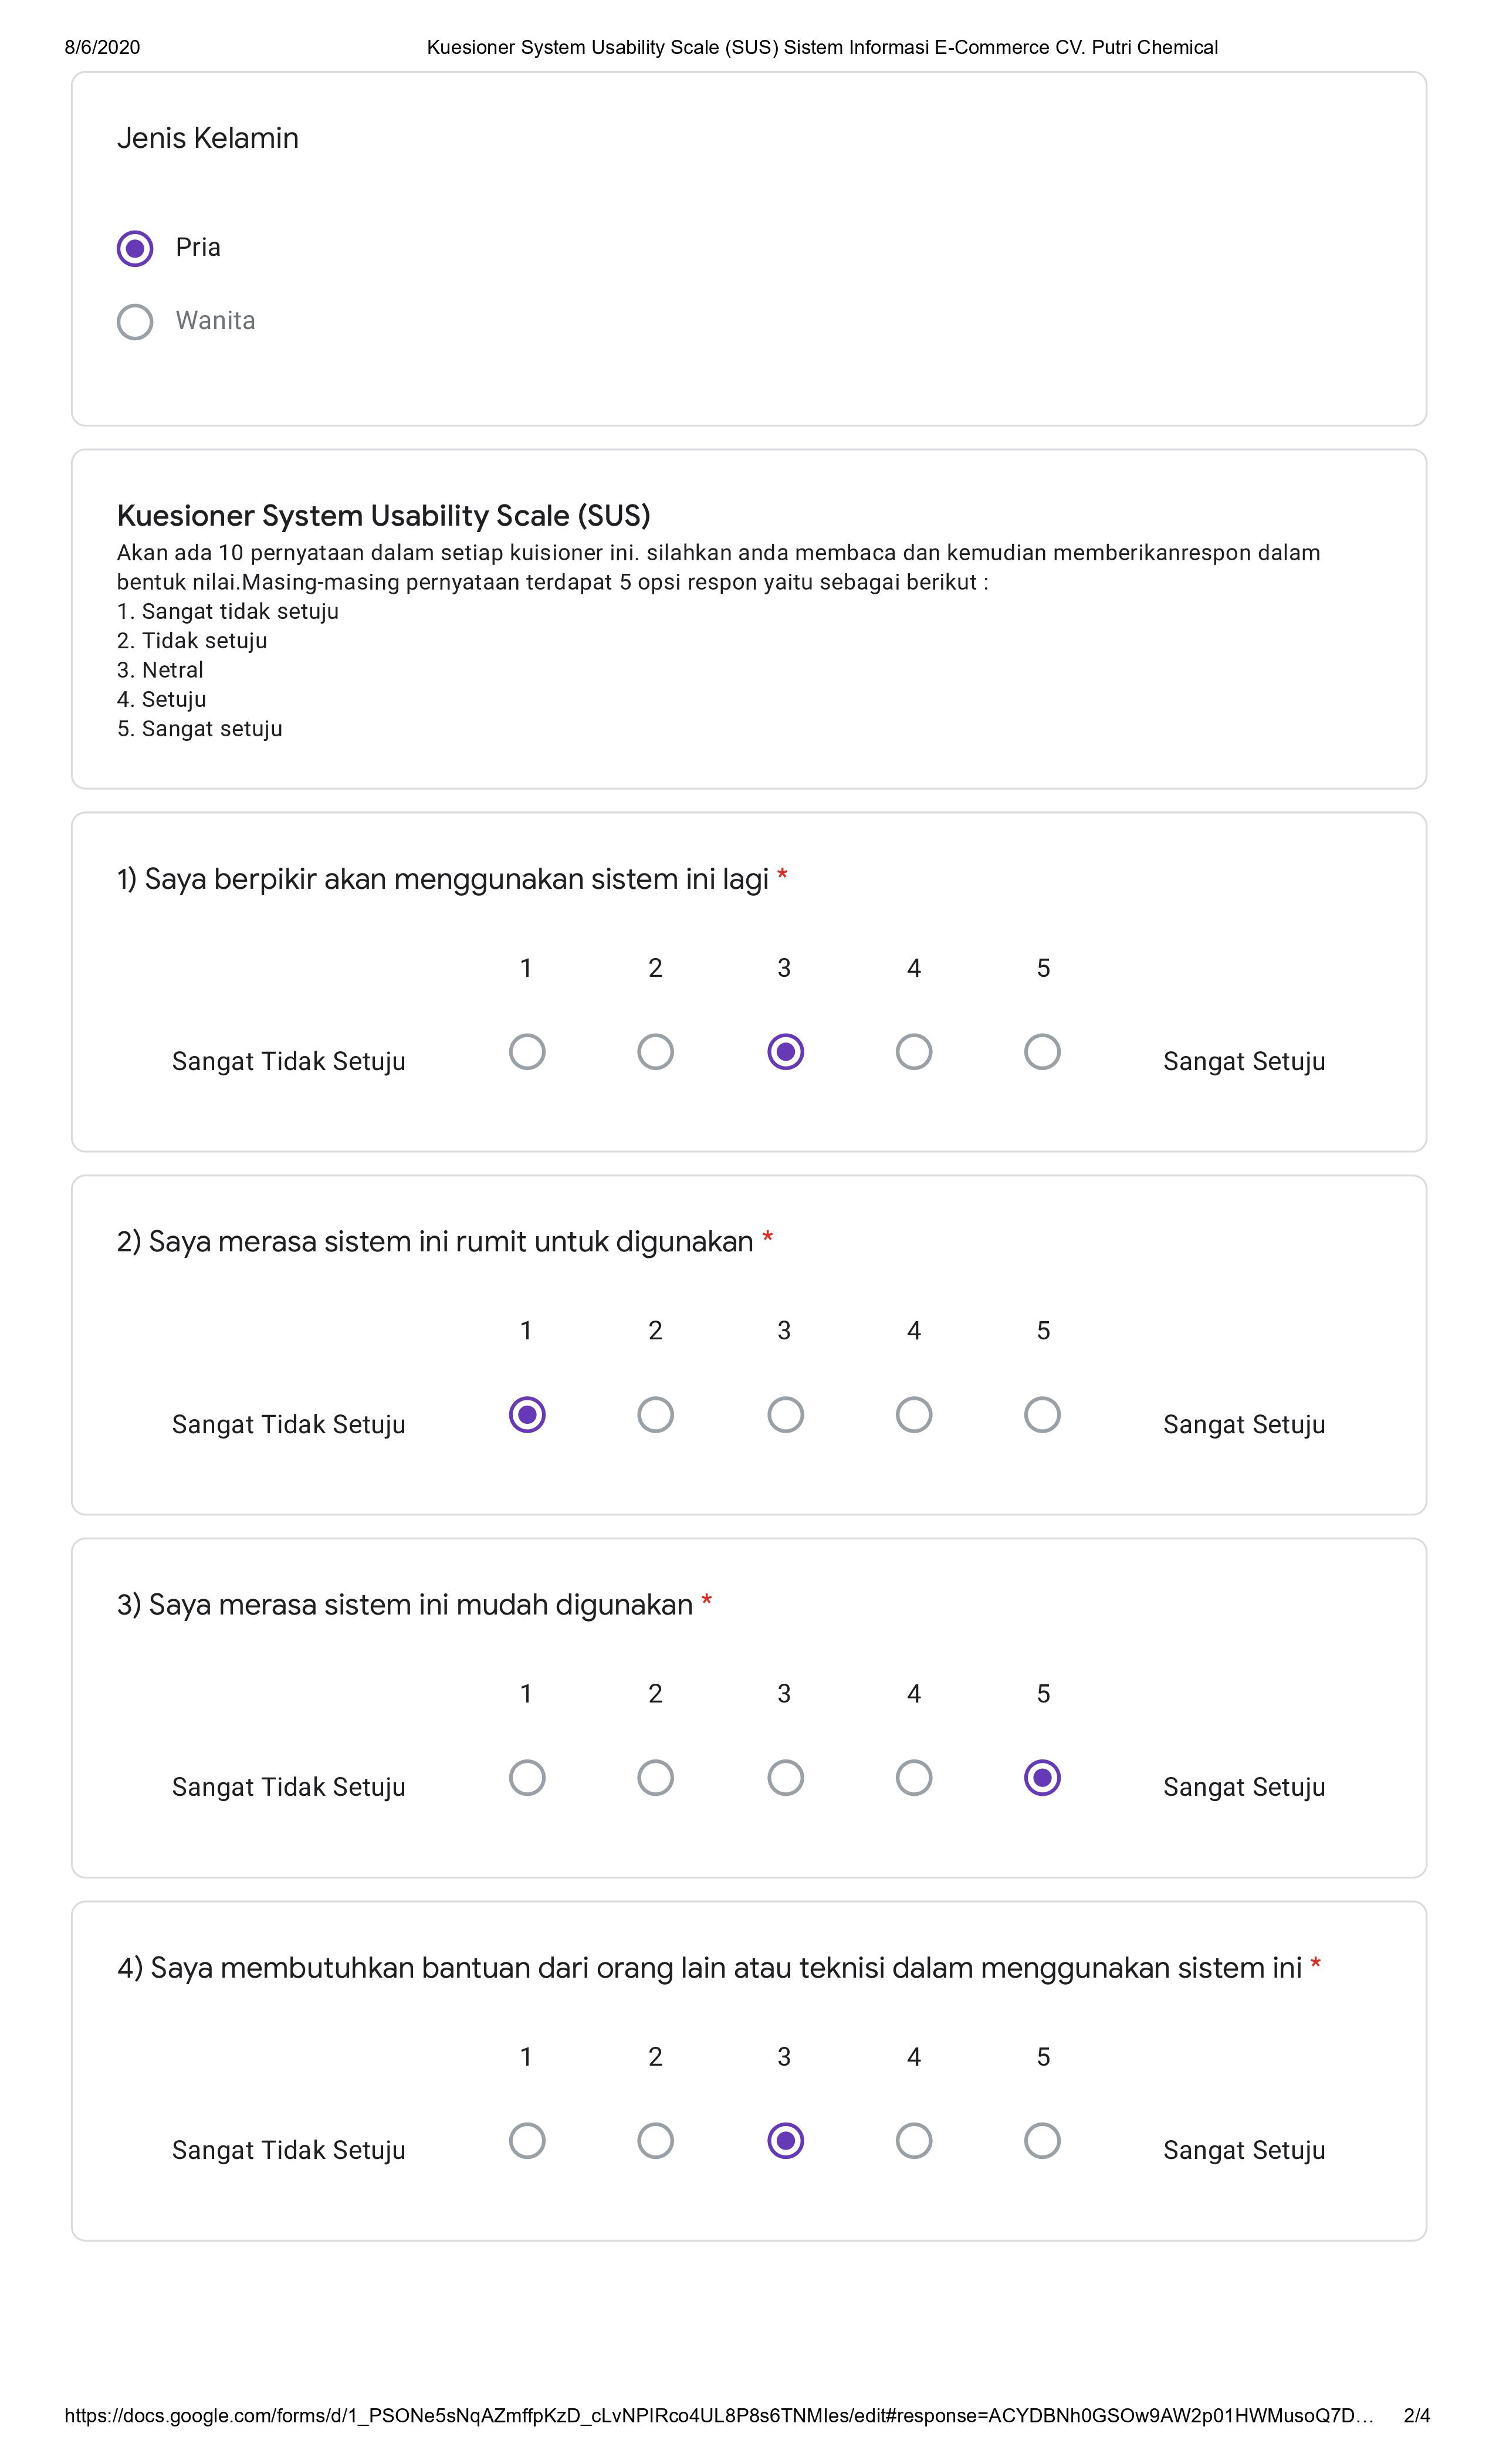 8/6/2020 Kuesioner System Usability Scale (SUS) Sistem Informasi E-Commerce CV. Putri Chemical
Jenis Kelamin
Pria
Wanita
Kuesioner System Usability Scale (SUS)
Akan ada 10 pernyataan dalam setiap kuisioner ini. silahkan anda membaca dan kemudian memberikanrespon dalam
bentuk nilai.Masing-masing pernyataan terdapat 5 opsi respon yaitu sebagai berikut :
1. Sangat tidak setuju
2. Tidak setuju
3. Netral
4. Setuju
5. Sangat setuju
1) Saya berpikir akan menggunakan sistem ini lagi *
1 2 3 4 5
Sangat Tidak Setuju Sangat Setuju
2) Saya merasa sistem ini rumit untuk digunakan *
1 2 3 4 5
Sangat Tidak Setuju Sangat Setuju
3) Saya merasa sistem ini mudah digunakan *
1 2 3 4 5
Sangat Tidak Setuju Sangat Setuju
4) Saya membutuhkan bantuan dari orang lain atau teknisi dalam menggunakan sistem ini *
1 2 3 4 5
Sangat Tidak Setuju Sangat Setuju
https://docs.google.com/forms/d/1_PSONe5sNqAZmffpKzD_cLvNPIRco4UL8P8s6TNMIes/edit#response=ACYDBNh0GSOw9AW2p01HWMusoQ7D… 2/4